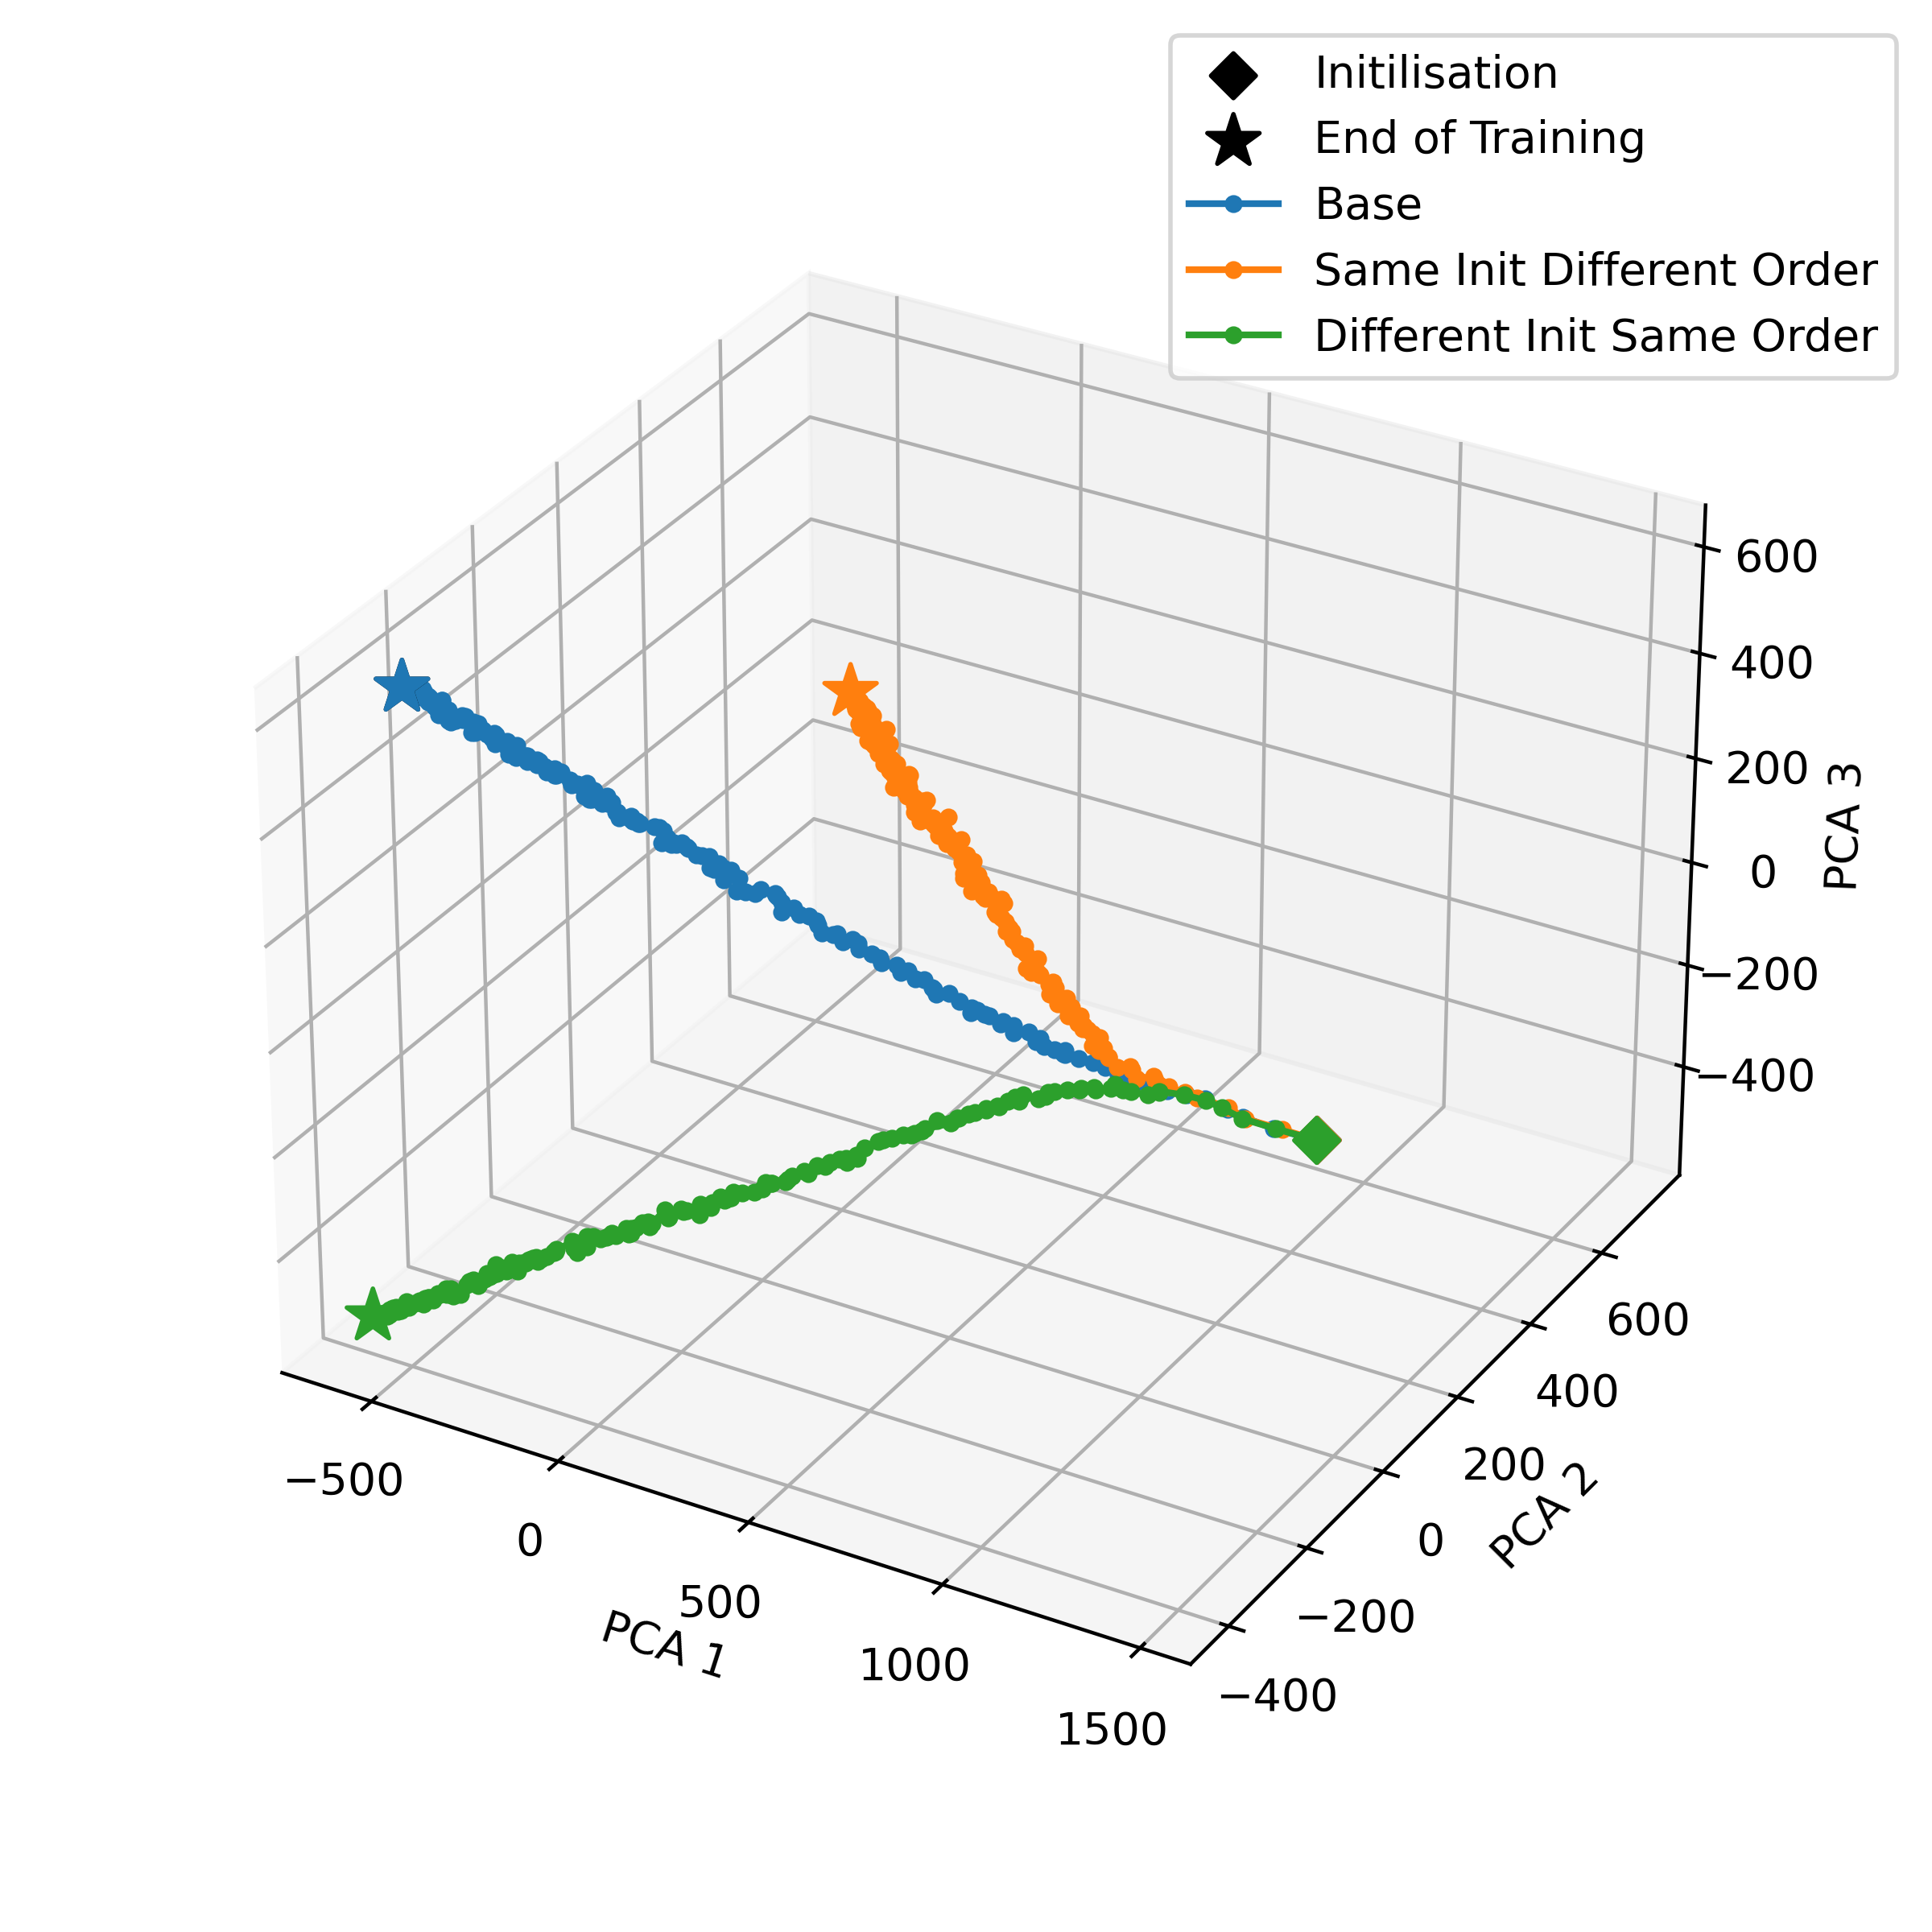 Initilisation
End of Training
Base
Same Init Different Order
Different Init Same Order
600
400
200
0
−200
−400
PCA 3
600
400
200
0
−200
−400
PCA 2
−500
0
500
1000
1500
PCA 1